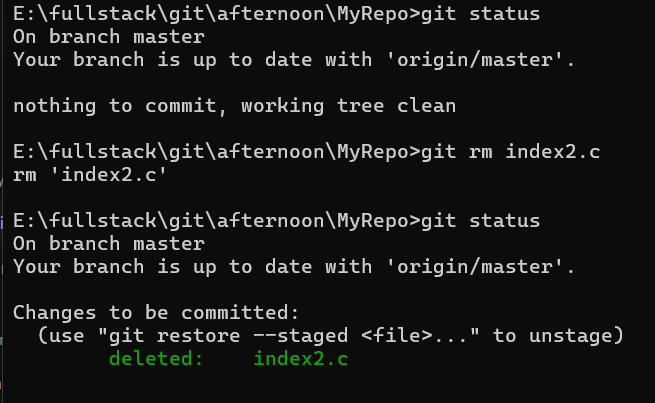 E:\fullstack\git\afternoon\MyRepo>git status
On branch master
Your branch is up to date with 'origin/master'.
nothing to commit, working tree clean
E:\fullstack\git\afternoon\MyRepo>git rm index2.c
rm 'index2.c'
E:\fullstack\git\afternoon\MyRepo>git status
On branch master
Your branch is up to date with 'origin/master'.
Changes to be committed:
  (use "git restore --staged <file>..." to unstage)
        deleted:    index2.c